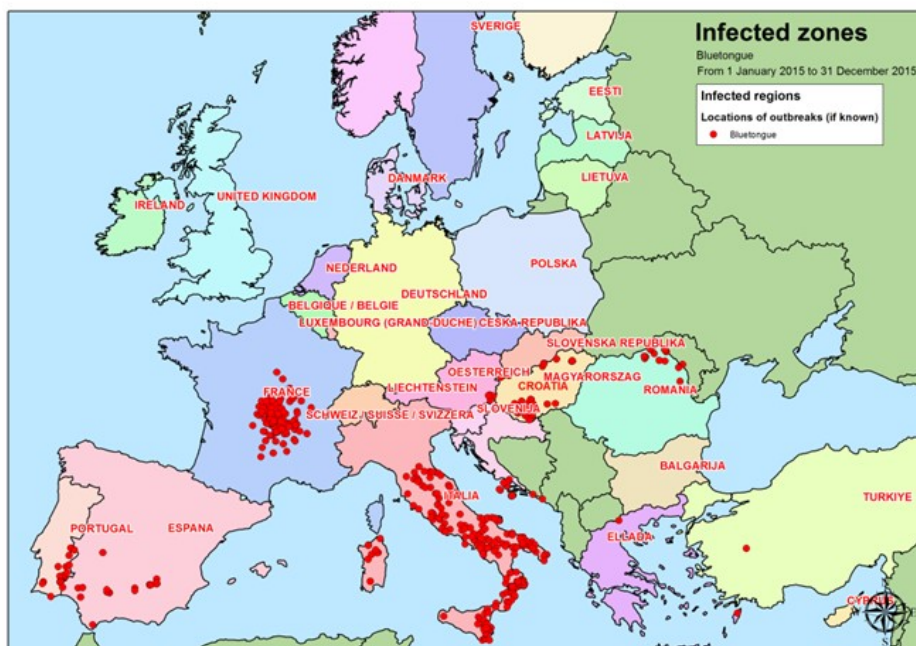 Infected zones
Bluetongue
From 1 January 2015 to 31 December 2015
Infected regions
Locations of outbreaks (if known)
Bluetongue
SVERIGE
EESTI
LATVIJA
LIETUVA
DANMARK
UNITED KINGDOM
IRELAND
NEDERLAND
POLSKA
DEUTSCHLAND
BELGIQUE / BELGIE
LUXEMBOURG (GRAND-DUCHE)
CESKA REPUBLIKA
SLOVENSKA REPUBLIKA
OESTERREICH
MAGYARORSZAG
LIECHTENSTEIN
CROATIA
ROMANIA
FRANCE
SCHWEIZ / SUISSE / SVIZZERA
SLOVENIJA
BALGARIJA
ITALIA
TURKIYE
PORTUGAL
ESPANA
ELLADA
CYPRUS